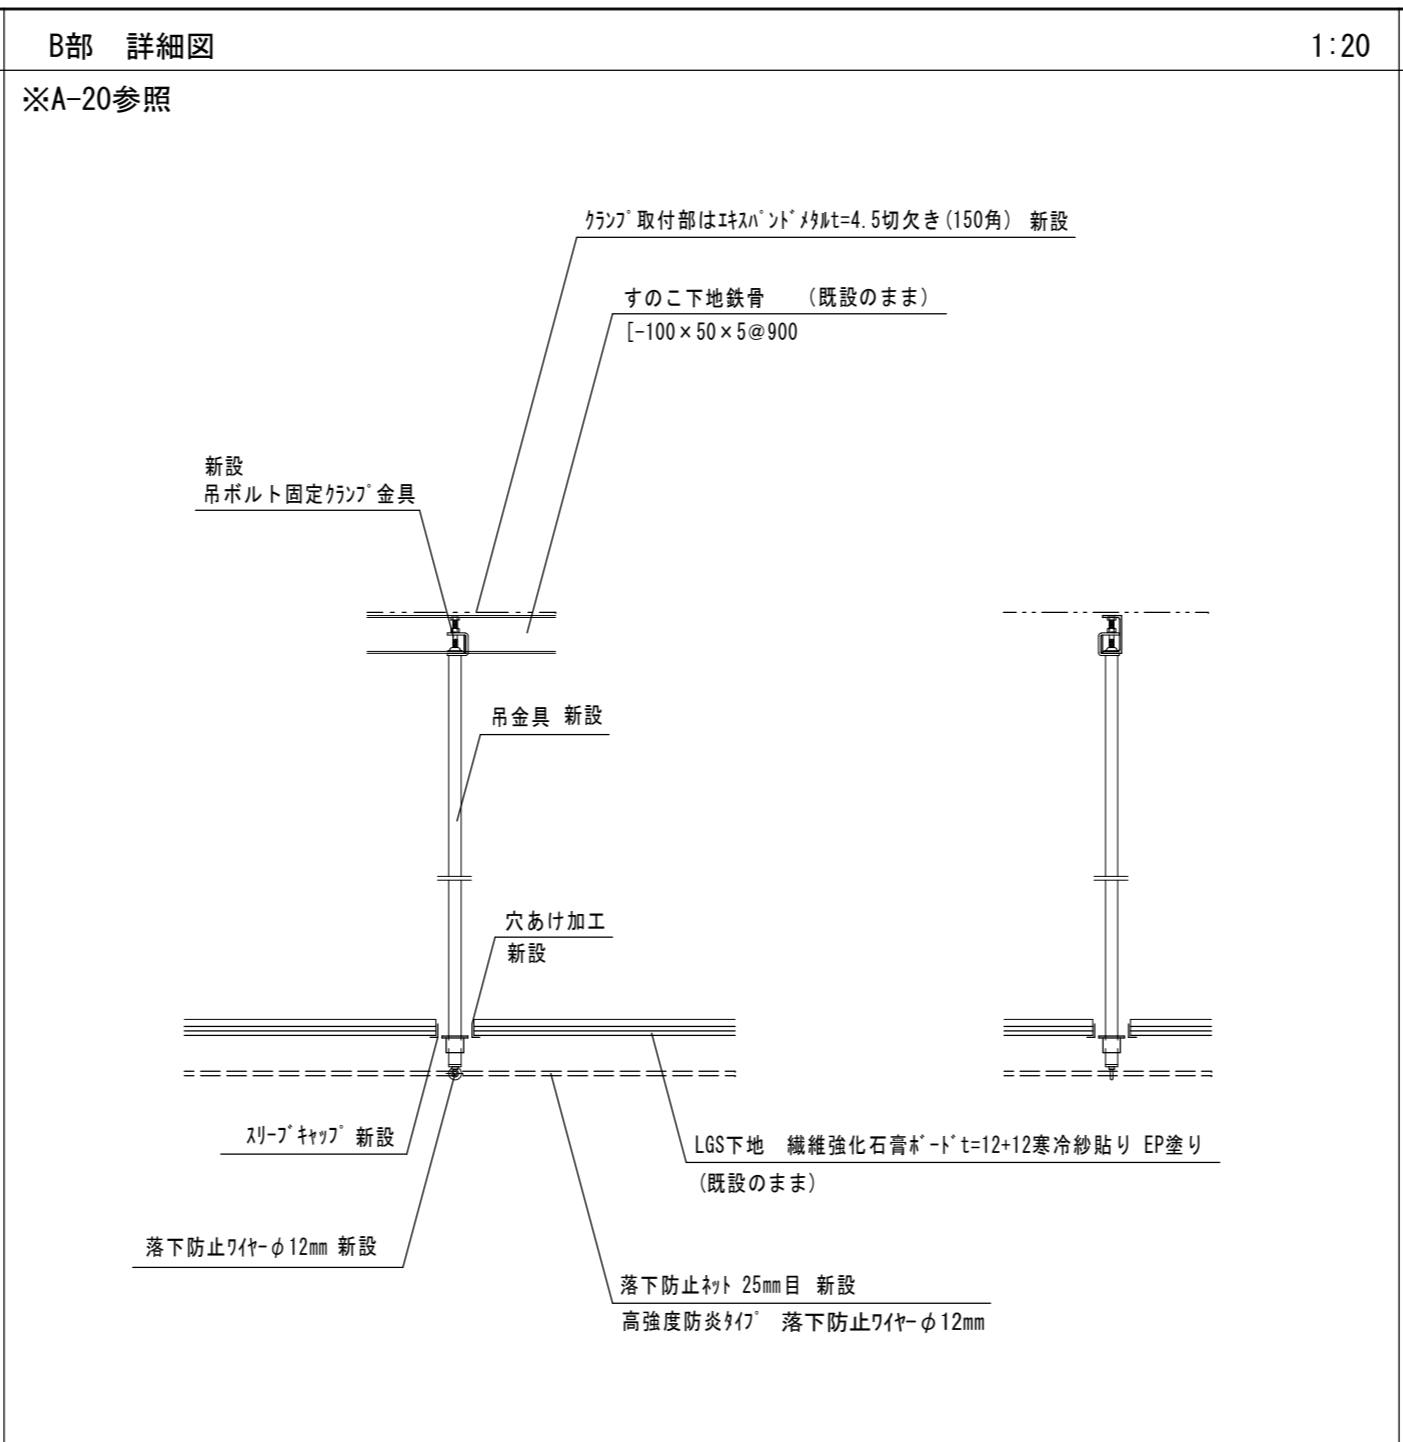 B部　詳細図
1:20
※A-20参照
ｸﾗﾝﾌﾟ取付部はｴｷｽﾊﾟﾝﾄﾞﾒﾀﾙt=4.5切欠き(150角)　新設
すのこ下地鉄骨　　(既設のまま)
[-100×50×5@900
新設
吊ボルト固定ｸﾗﾝﾌﾟ金具
吊金具 新設
穴あけ加工
新設
ｽﾘｰﾌﾞｷｬｯﾌﾟ 新設
LGS下地　繊維強化石膏ﾎﾞｰﾄﾞt=12+12寒冷紗貼り EP塗り
(既設のまま)
落下防止ﾜｲﾔｰφ12mm 新設
落下防止ﾈｯﾄ 25mm目 新設
高強度防炎ﾀｲﾌﾟ　落下防止ﾜｲﾔｰφ12mm